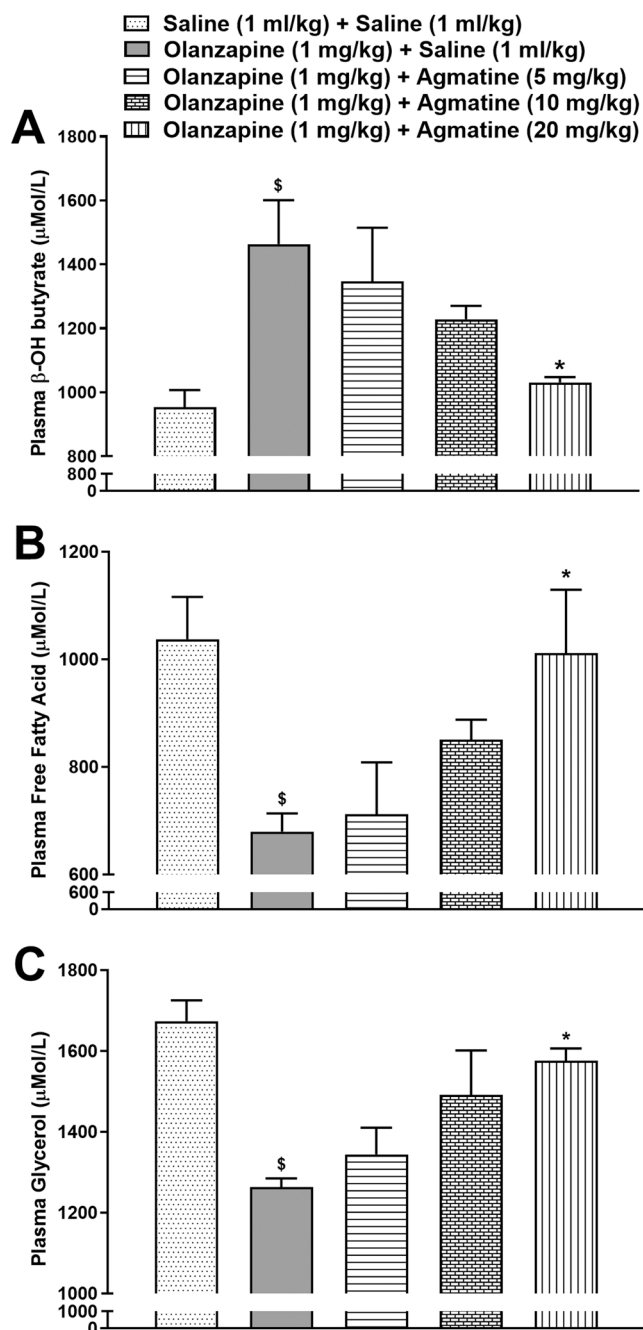 Saline (1 ml/kg) + Saline (1 ml/kg)
Olanzapine (1 mg/kg) + Saline (1 ml/kg)
Olanzapine (1 mg/kg) + Agmatine (5 mg/kg)
Olanzapine (1 mg/kg) + Agmatine (10 mg/kg)
Olanzapine (1 mg/kg) + Agmatine (20 mg/kg)
A
Plasma β-OH butyrate (μMol/L)
1800
1600
1400
1200
1000
800
800
0
$
*
B
Plasma Free Fatty Acid (μMol/L)
1200
1000
800
600
600
0
$
*
C
Plasma Glycerol (μMol/L)
1800
1600
1400
1200
1000
1000
0
$
*